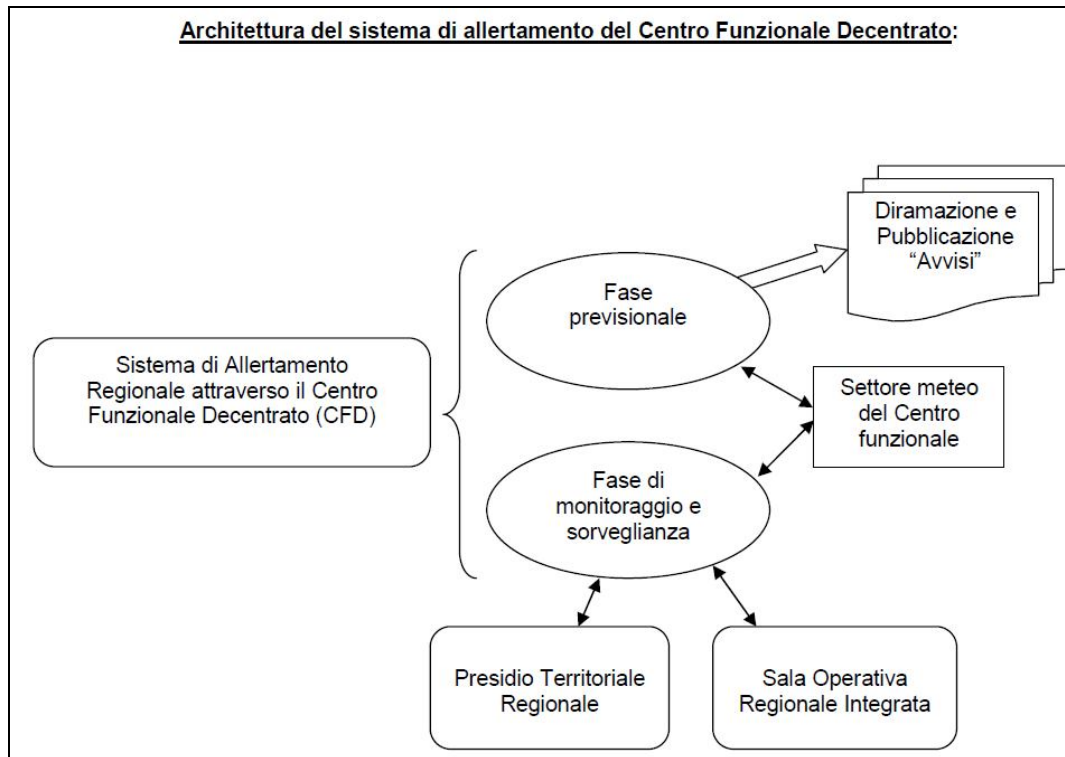 Architettura del sistema di allertamento del Centro Funzionale Decentrato:
Diramazione e
Pubblicazione
“Avvisi”
Fase
previsionale
Sistema di Allertamento
Regionale attraverso il Centro
Funzionale Decentrato (CFD)
Settore meteo
del Centro
funzionale
Fase di
monitoraggio e
sorveglianza
Presidio Territoriale
Regionale
Sala Operativa
Regionale Integrata